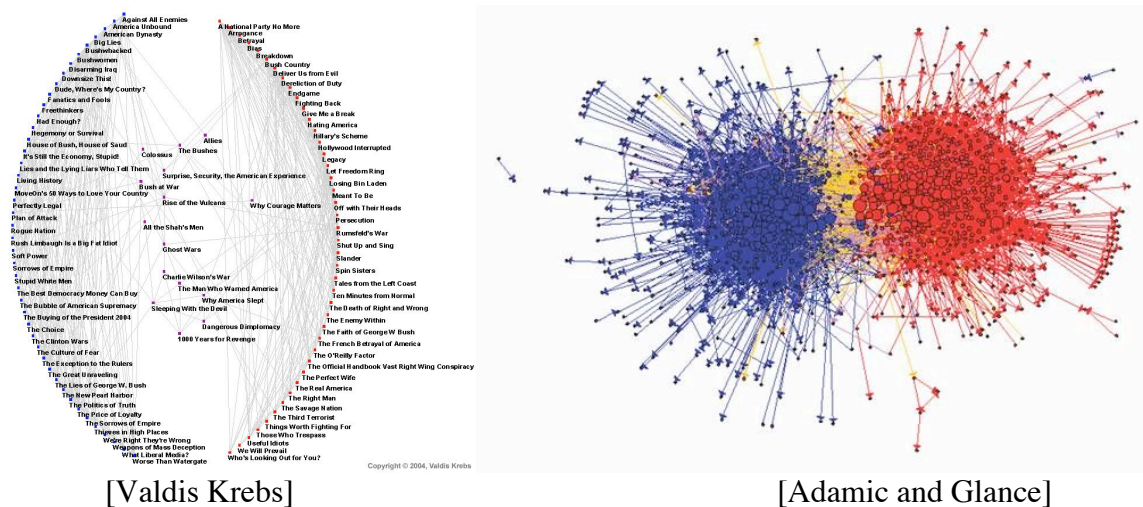 Against All Enemies
America Unbound
American Dynasty
Big Lies
Bushwhacked
Bushwomen
Disarming Iraq
Downsize This!
Dude, Where's My Country?
Fanatics and Fools
Freethinkers
Had Enough?
Hegemony or Survival
House of Bush, House of Saud
It's Still the Economy, Stupid!
Lies and the Lying Liars Who Tell Them
Living History
MoveOn's 50 Ways to Love Your Country
Perfectly Legal
Plan of Attack
Rogue Nation
Rush Limbaugh Is a Big Fat Idiot
Soft Power
Sorrows of Empire
Stupid White Men
The Best Democracy Money Can Buy
The Bubble of American Supremacy
The Buying of the President 2004
The Choice
The Clinton Wars
The Culture of Fear
The Exception to the Rulers
The Great Unraveling
The Lies of George W. Bush
The New Pearl Harbor
The Politics of Truth
The Price of Loyalty
The Sorrows of Empire
Thieves in High Places
We're Right They're Wrong
Weapons of Mass Deception
What Liberal Media?
Worse Than Watergate
Allies
The Bushes
Colossus
Surprise, Security, the American Experience
Bush at War
Rise of the Vulcans
Why Courage Matters
All the Shah's Men
Ghost Wars
Charlie Wilson's War
The Man Who Warned America
Why America Slept
Sleeping With the Devil
Dangerous Dimplomacy
1000 Years for Revenge
A National Party No More
Arrogance
Betrayal
Bias
Breakdown
Bush Country
Deliver Us from Evil
Dereliction of Duty
Endgame
Fighting Back
Give Me a Break
Hating America
Hillary's Scheme
Hollywood Interrupted
Legacy
Let Freedom Ring
Losing Bin Laden
Meant To Be
Off with Their Heads
Persecution
Rumsfeld's War
Shut Up and Sing
Slander
Spin Sisters
Tales from the Left Coast
Ten Minutes from Normal
The Death of Right and Wrong
The Enemy Within
The Faith of George W Bush
The French Betrayal of America
The O'Reilly Factor
The Official Handbook Vast Right Wing Conspiracy
The Perfect Wife
The Real America
The Right Man
The Savage Nation
The Third Terrorist
Things Worth Fighting For
Those Who Trespass
Useful Idiots
We Will Prevail
Who's Looking Out for You?
Copyright © 2004, Valdis Krebs
[Valdis Krebs]
[Adamic and Glance]